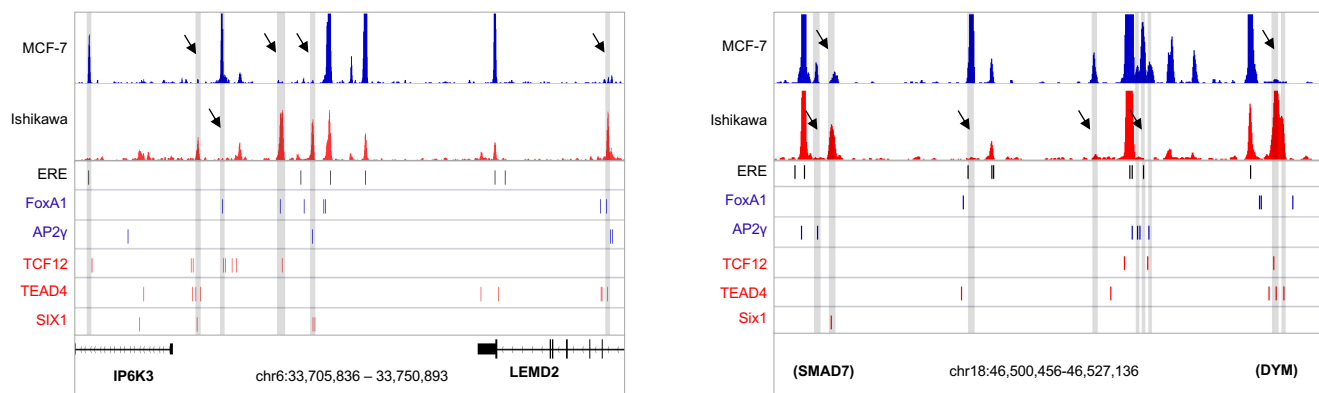 MCF-7
Ishikawa
ERE
FoxA1
AP2γ
TCF12
TEAD4
SIX1
IP6K3
chr6:33,705,836 – 33,750,893
LEMD2
MCF-7
Ishikawa
ERE
FoxA1
AP2γ
TCF12
TEAD4
Six1
(SMAD7)
chr18:46,500,456-46,527,136
(DYM)